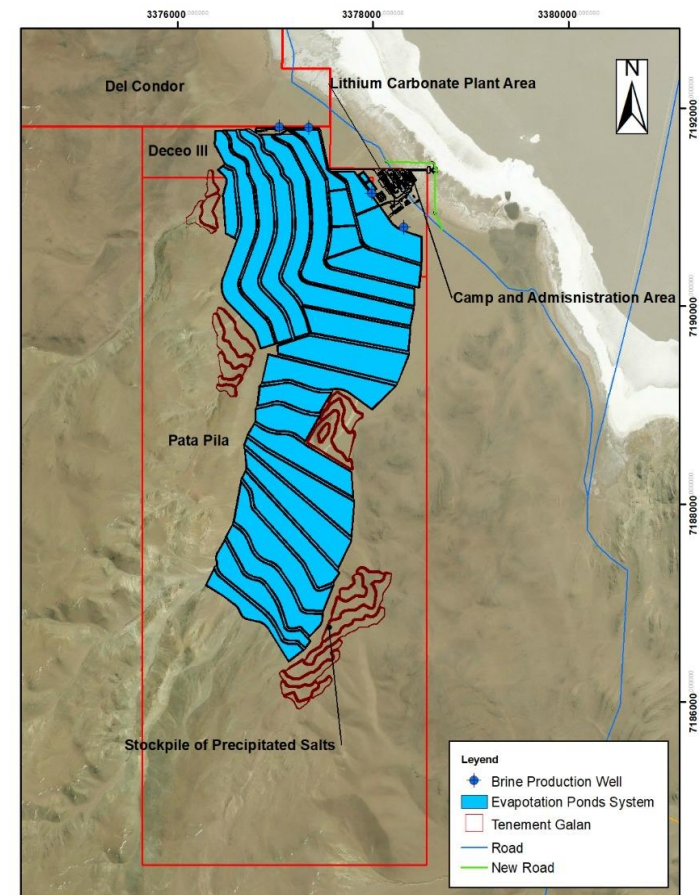 3376000
3378000
3380000
N
Del Condor
Lithium Carbonate Plant Area
7192000
Deceo III
Camp and Admisnistration Area
7190000
Pata Pila
7188000
7186000
Stockpile of Precipitated Salts
Leyend
Brine Production Well
Evapotation Ponds System
Tenement Galan
Road
New Road